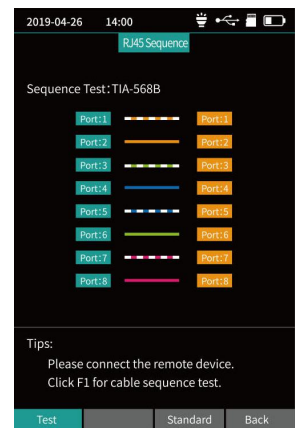 2019-04-26 14:00
RJ45 Sequence
Sequence Test:TIA-568B
Port:1 Port:1
Port:2 Port:2
Port:3 Port:3
Port:4 Port:4
Port:5 Port:5
Port:6 Port:6
Port:7 Port:7
Port:8 Port:8
Tips:
Please connect the remote device.
Click F1 for cable sequence test.
Test Standard Back